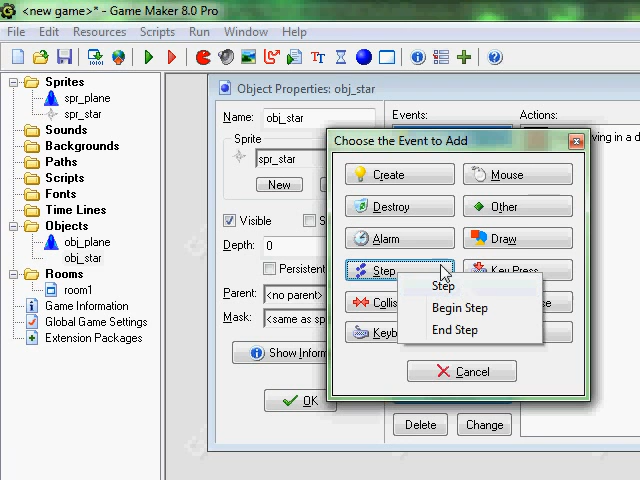 <new game>* - Game Maker 8.0 Pro
File Edit Resources Scripts Run Window Help
Sprites
spr_plane
spr_star
Sounds
Backgrounds
Paths
Scripts
Fonts
Time Lines
Objects
obj_plane
obj_star
Rooms
room1
Game Information
Global Game Settings
Extension Packages
Object Properties: obj_star
Name: obj_star
Sprite
spr_star
New
Visible
Depth: 0
Persistent
Parent: <no parent>
Mask: <same as sp
Show Inform
OK
Events:
Delete Change
Actions:
ving in a d
Choose the Event to Add
Create Mouse
Destroy Other
Alarm Draw
Step Key Press
Collis se
Keyb
Step
Begin Step
End Step
Cancel